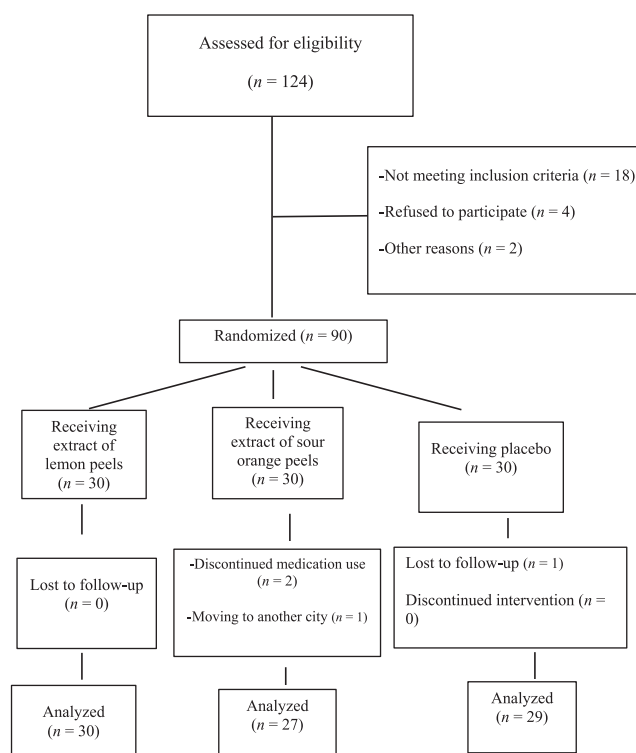 Assessed for eligibility
(n = 124)
-Not meeting inclusion criteria (n = 18)
-Refused to participate (n = 4)
-Other reasons (n = 2)
Randomized (n = 90)
Receiving
extract of
lemon peels
(n = 30)
Receiving
extract of sour
orange peels
(n = 30)
Receiving placebo
(n = 30)
Lost to follow-up
(n = 0)
-Discontinued medication use
(n = 2)
-Moving to another city (n = 1)
Lost to follow-up (n = 1)
Discontinued intervention (n =
0)
Analyzed
(n = 30)
Analyzed
(n = 27)
Analyzed
(n = 29)